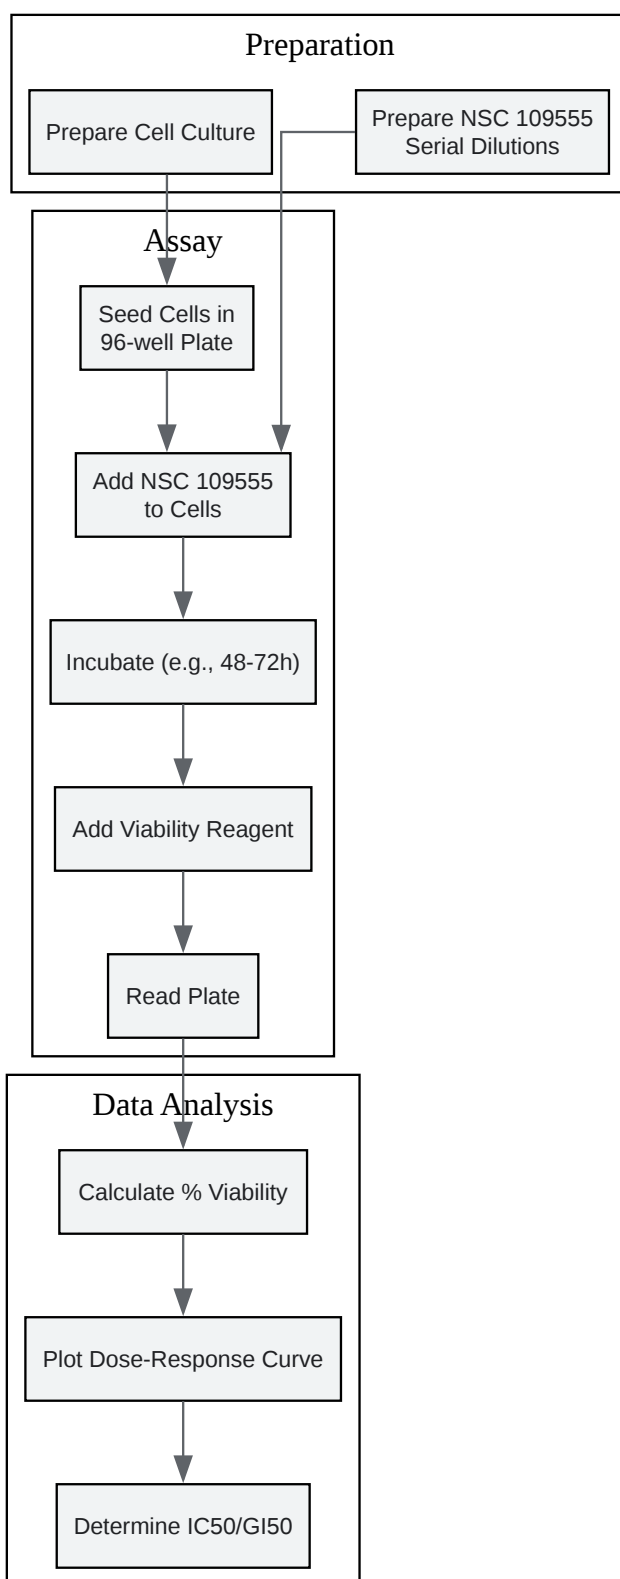 Preparation
Prepare Cell Culture
Prepare NSC 109555
Serial Dilutions
Assay
Seed Cells in
96-well Plate
Add NSC 109555
to Cells
Incubate (e.g., 48-72h)
Add Viability Reagent
Read Plate
Data Analysis
Calculate % Viability
Plot Dose-Response Curve
Determine IC50/GI50